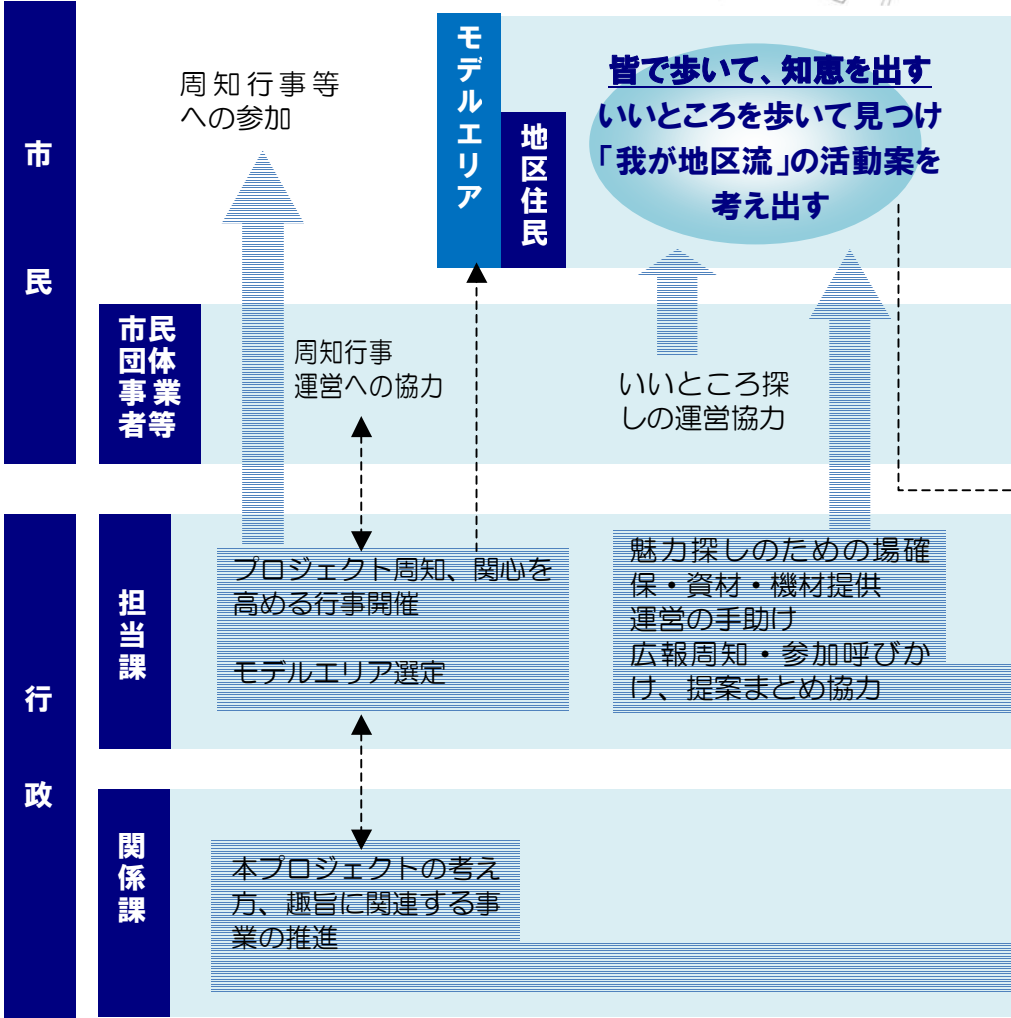 市民
モデルエリア
地区住民
周知行事等
への参加
皆で歩いて、知恵を出す
いいところを歩いて見つけ
「我が地区流」の活動案を
考え出す
市民
団体
事業
者等
周知行事
運営への協力
いいところ探
しの運営協力
行政
担当課
プロジェクト周知、関心を
高める行事開催
モデルエリア選定
魅力探しのための場確
保・資材・機材提供
運営の手助け
広報周知・参加呼びか
け、提案まとめ協力
関係課
本プロジェクトの考え
方、趣旨に関連する事
業の推進